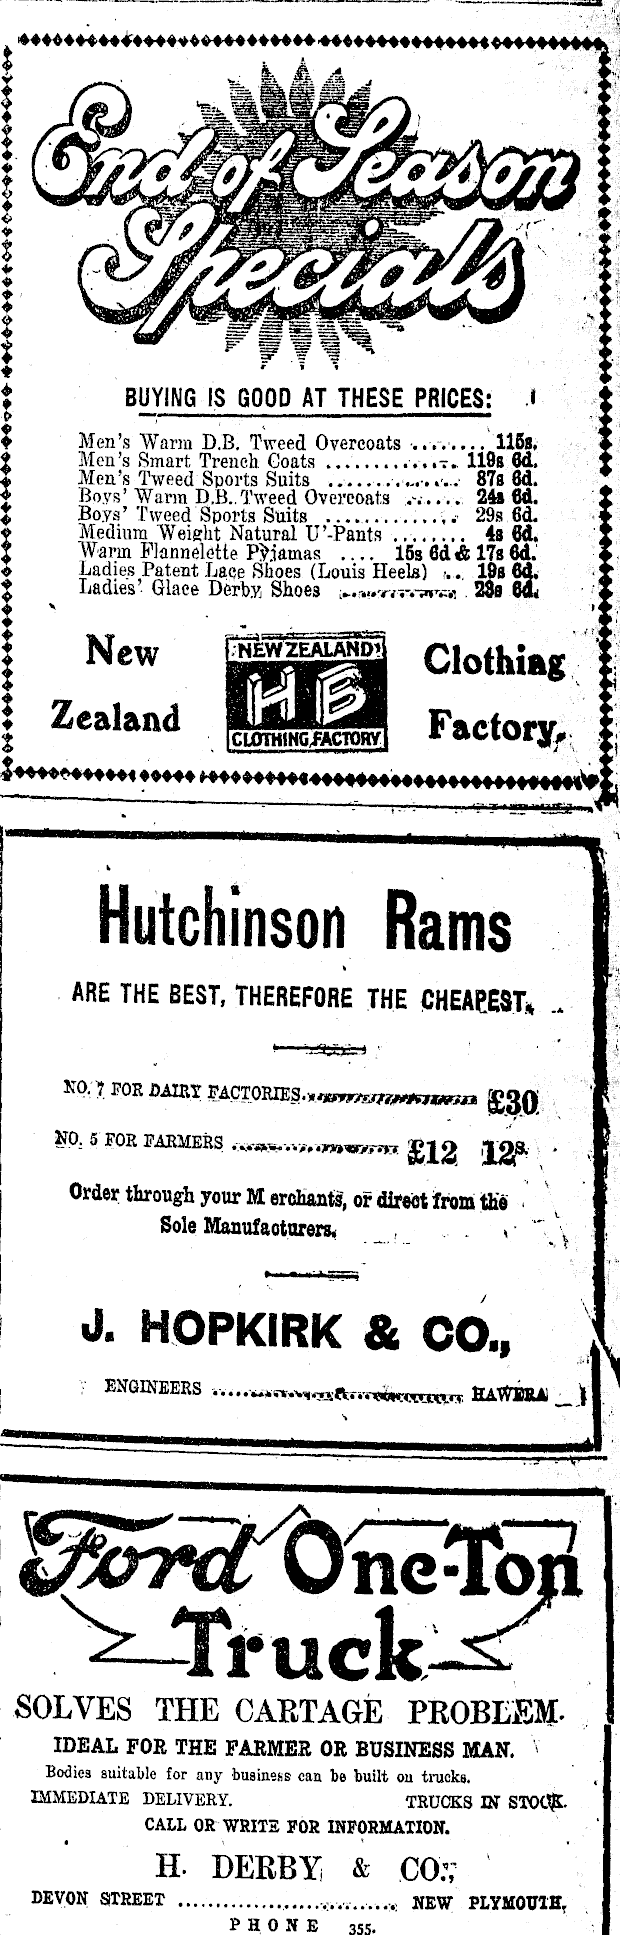 End of Season
Specials
BUYING IS GOOD AT THESE PRICES:
Men's Warm D.B. Tweed Overcoats ........ 115s.
Men's Smart Trench Coats .............. 119s 6d.
Men's Tweed Sports Suits .............. 87s 6d.
Boys' Warm D.B. Tweed Overcoats ....... 24s 6d.
Boys' Tweed Sports Suits .............. 29s 6d.
Medium Weight Natural U'-Pants ........ 4s 6d.
Warm Flannelette Pyjamas .... 15s 6d & 17s 6d.
Ladies Patent Lace Shoes (Louis Heels) ... 19s 6d.
Ladies' Glace Derby Shoes .............. 23s 6d.
New Zealand
NEW ZEALAND
H B
CLOTHING FACTORY
Clothing Factory.
Hutchinson Rams
ARE THE BEST, THEREFORE THE CHEAPEST.
NO. 7 FOR DAIRY FACTORIES.................... £30
NO. 5 FOR FARMERS .................... £12 12s.
Order through your M erchants, or direct from the
Sole Manufacturers.
J. HOPKIRK & CO.,
ENGINEERS .............................. HAWERA
Ford One-Ton
Truck
SOLVES THE CARTAGE PROBLEM.
IDEAL FOR THE FARMER OR BUSINESS MAN.
Bodies suitable for any business can be built on trucks.
IMMEDIATE DELIVERY. TRUCKS IN STOCK.
CALL OR WRITE FOR INFORMATION.
H. DERBY & CO.,
DEVON STREET .............................. NEW PLYMOUTH.
PHONE 355.